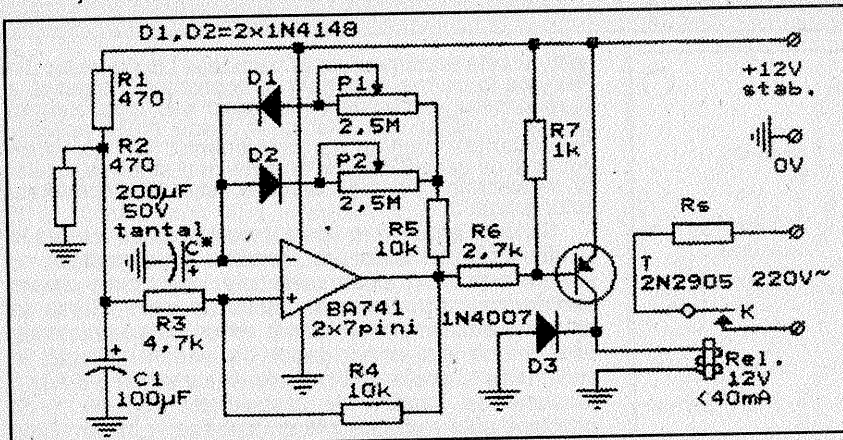 D1,D2=2x1N4148
R1
470
R2
470
200µF
50V
tantal
C*
+
D1
P1
2,5M
D2
P2
2,5M
R5
10k
R6
2,7k
R7
1k
+12V
stab.
0V
Rs
T
2N2905
220V~
K
-
+
BA741
2x7pini
R3
4,7k
+
C1
100µF
R4
10k
1N4007
D3
Rel.
12V
<40mA